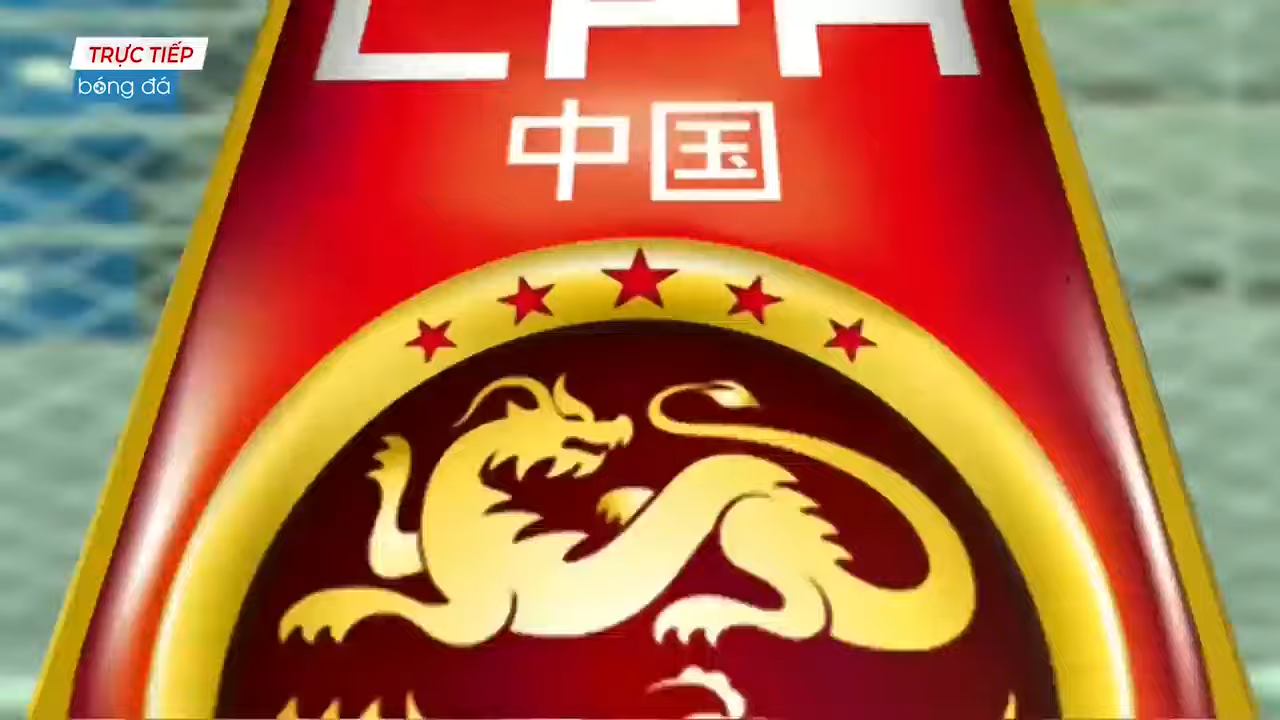 TRỰC TIẾP
bóng đá
中国